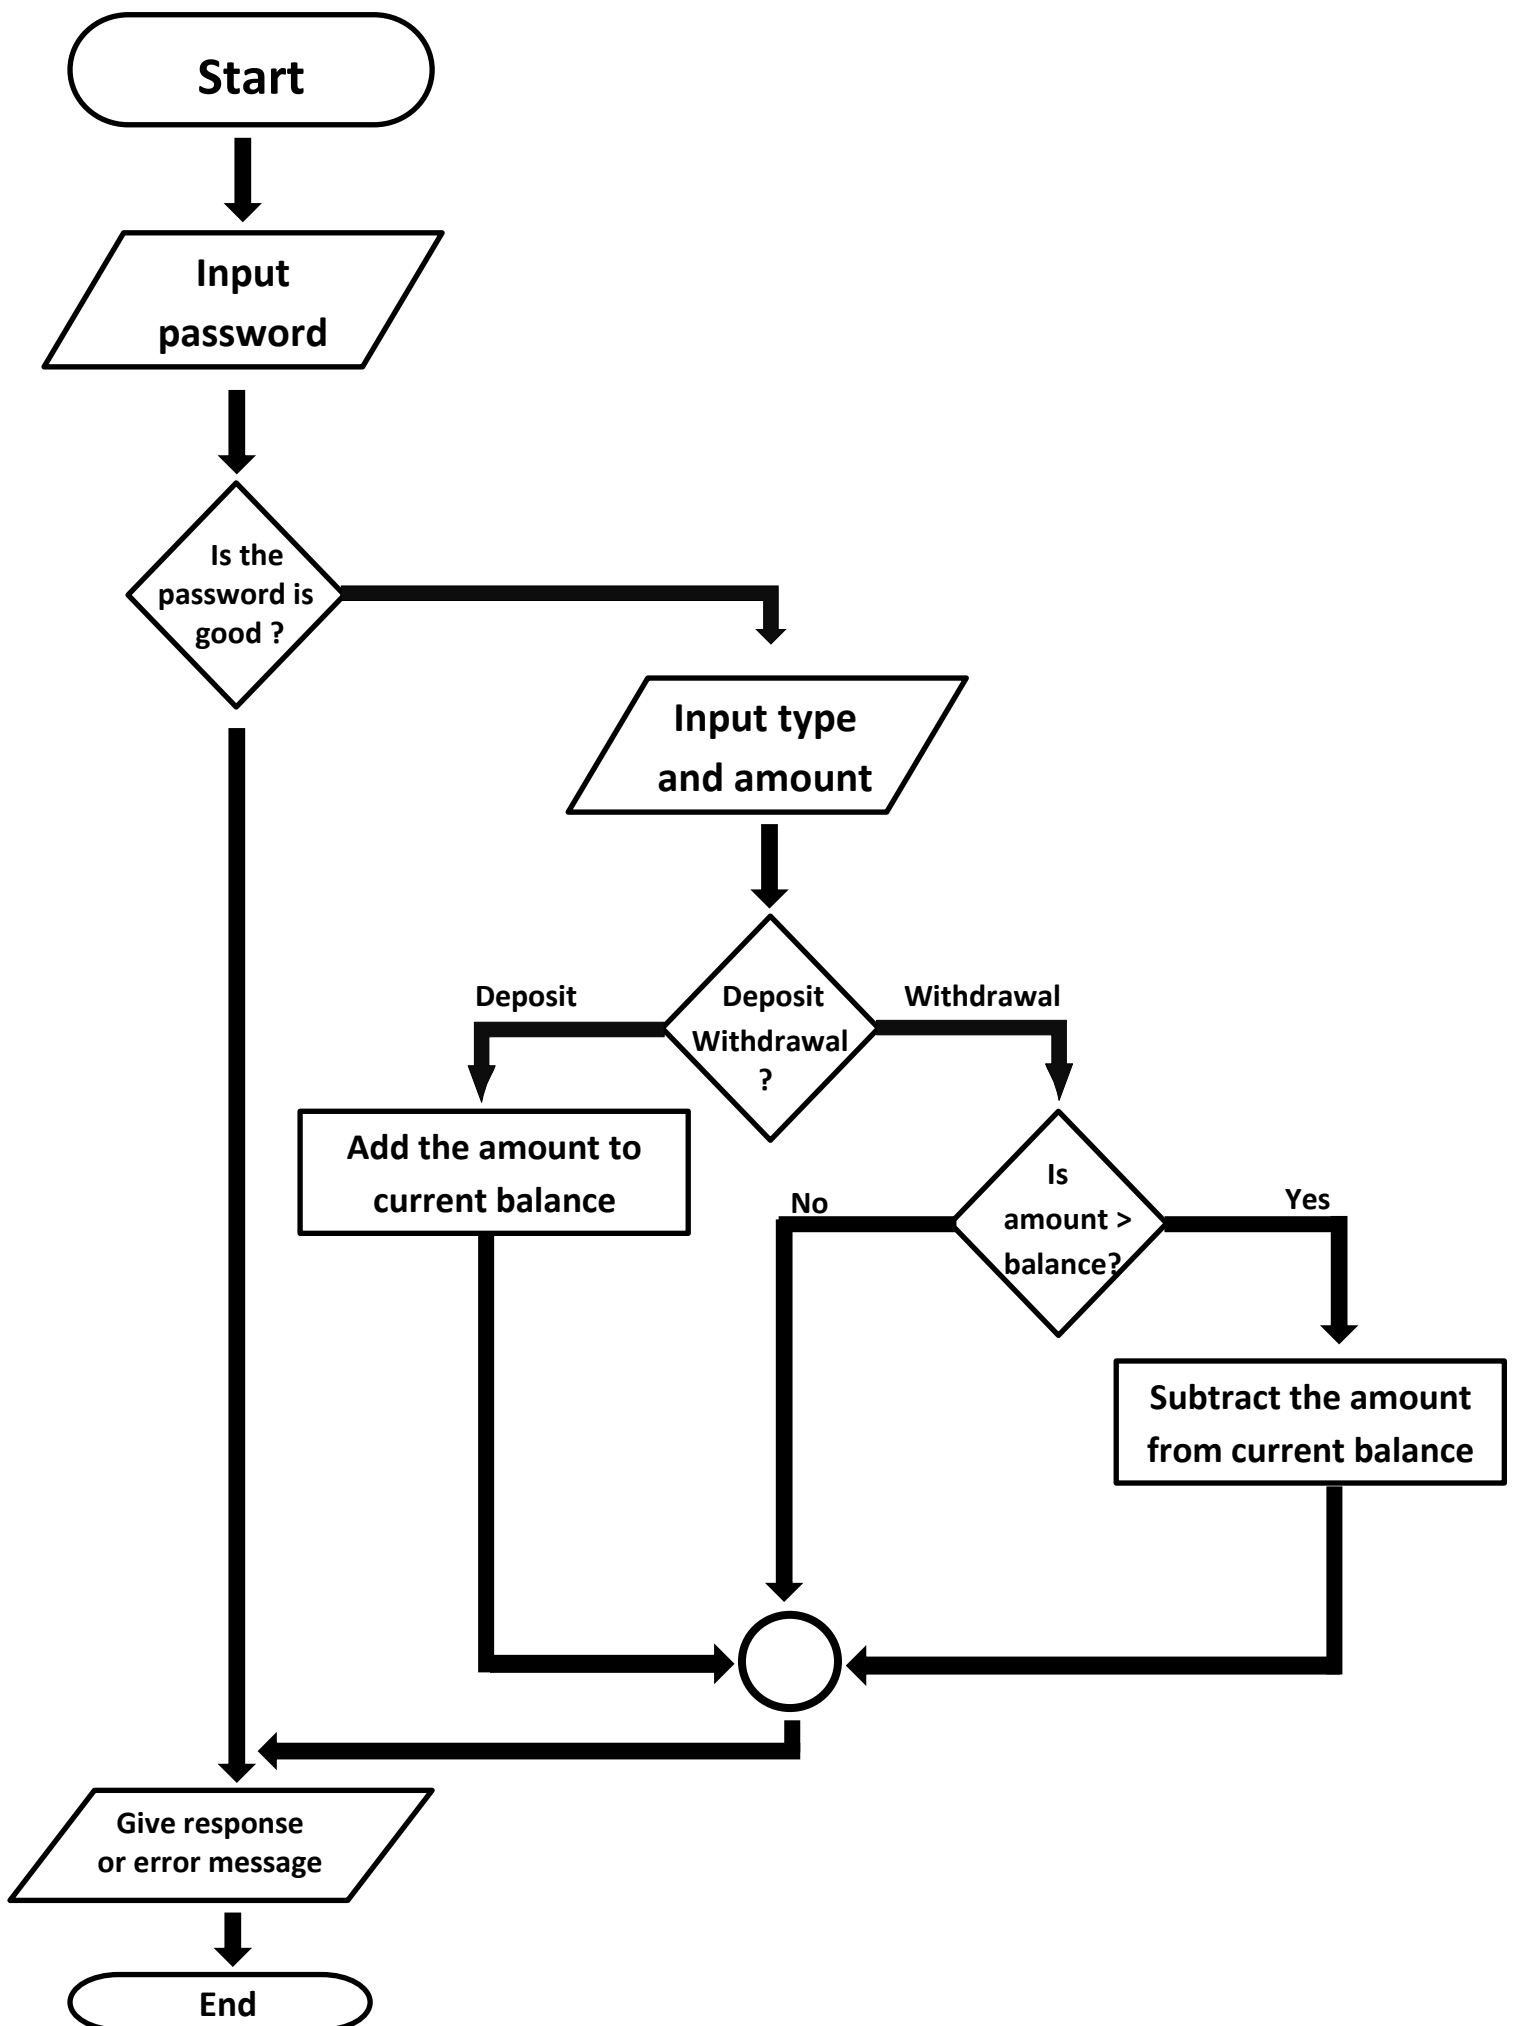 Start
Input
password
Is the
password is
good ?
Input type
and amount
Deposit
Deposit
Withdrawal
?
Withdrawal
Add the amount to
current balance
Is
amount >
balance?
No
Yes
Subtract the amount
from current balance
Give response
or error message
End